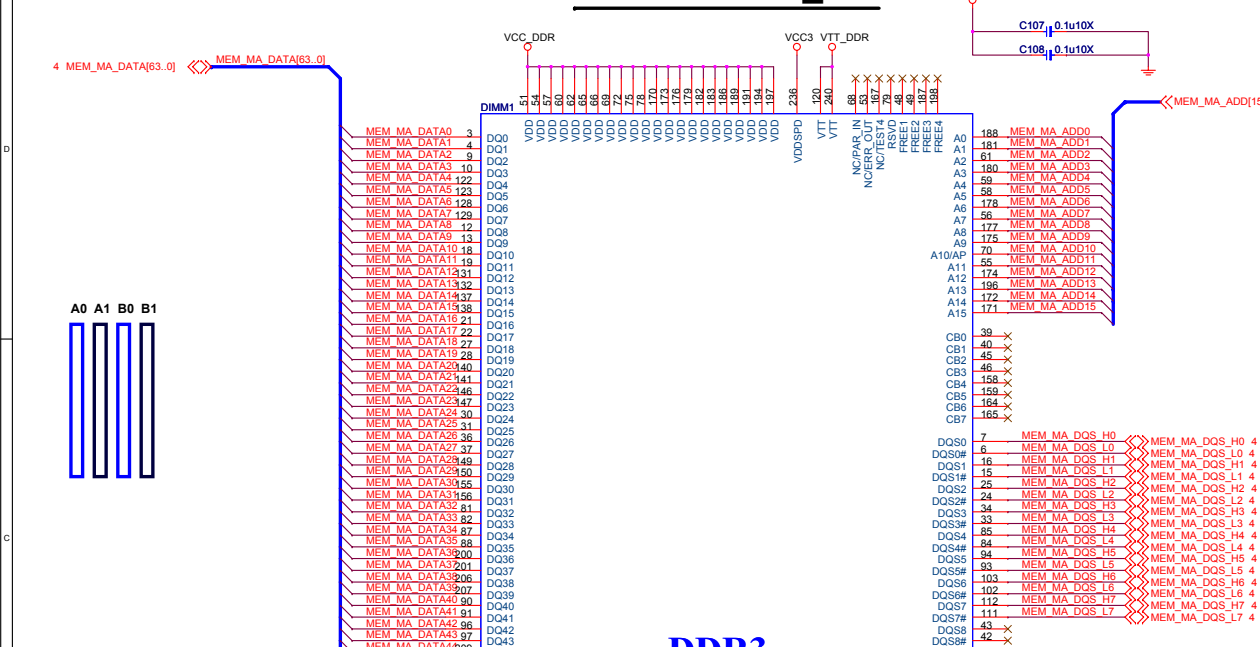 C107 0.1u10X
C108 0.1u10X
VCC_DDR
VCC3 VTT_DDR
4 MEM_MA_DATA[63..0]
MEM_MA_DATA[63..0]
MEM_MA_ADD[15
DIMM1
51 54 57 60 62 65 66 69 72 75 78 170 173 176 179 182 183 186 189 191 194 197
VDD VDD VDD VDD VDD VDD VDD VDD VDD VDD VDD VDD VDD VDD VDD VDD VDD VDD VDD VDD VDD VDD
236 VDDSPD
120 VTT
240 VTT
68 NC/PAR_IN
53 NC/ERR_OUT
167 NC/TEST4
79 RSVD
48 FREE1
49 FREE2
187 FREE3
198 FREE4
MEM_MA_DATA0 3 DQ0
MEM_MA_DATA1 4 DQ1
MEM_MA_DATA2 9 DQ2
MEM_MA_DATA3 10 DQ3
MEM_MA_DATA4 122 DQ4
MEM_MA_DATA5 123 DQ5
MEM_MA_DATA6 128 DQ6
MEM_MA_DATA7 129 DQ7
MEM_MA_DATA8 12 DQ8
MEM_MA_DATA9 13 DQ9
MEM_MA_DATA10 18 DQ10
MEM_MA_DATA11 19 DQ11
MEM_MA_DATA12 131 DQ12
MEM_MA_DATA13 132 DQ13
MEM_MA_DATA14 137 DQ14
MEM_MA_DATA15 138 DQ15
MEM_MA_DATA16 21 DQ16
MEM_MA_DATA17 22 DQ17
MEM_MA_DATA18 27 DQ18
MEM_MA_DATA19 28 DQ19
MEM_MA_DATA20 140 DQ20
MEM_MA_DATA21 141 DQ21
MEM_MA_DATA22 146 DQ22
MEM_MA_DATA23 147 DQ23
MEM_MA_DATA24 30 DQ24
MEM_MA_DATA25 31 DQ25
MEM_MA_DATA26 36 DQ26
MEM_MA_DATA27 37 DQ27
MEM_MA_DATA28 149 DQ28
MEM_MA_DATA29 150 DQ29
MEM_MA_DATA30 155 DQ30
MEM_MA_DATA31 156 DQ31
MEM_MA_DATA32 81 DQ32
MEM_MA_DATA33 82 DQ33
MEM_MA_DATA34 87 DQ34
MEM_MA_DATA35 88 DQ35
MEM_MA_DATA36 200 DQ36
MEM_MA_DATA37 201 DQ37
MEM_MA_DATA38 206 DQ38
MEM_MA_DATA39 207 DQ39
MEM_MA_DATA40 90 DQ40
MEM_MA_DATA41 91 DQ41
MEM_MA_DATA42 96 DQ42
MEM_MA_DATA43 97 DQ43
A0 188 MEM_MA_ADD0
A1 181 MEM_MA_ADD1
A2 61 MEM_MA_ADD2
A3 180 MEM_MA_ADD3
A4 59 MEM_MA_ADD4
A5 58 MEM_MA_ADD5
A6 178 MEM_MA_ADD6
A7 56 MEM_MA_ADD7
A8 177 MEM_MA_ADD8
A9 175 MEM_MA_ADD9
A10/AP 70 MEM_MA_ADD10
A11 55 MEM_MA_ADD11
A12 174 MEM_MA_ADD12
A13 196 MEM_MA_ADD13
A14 172 MEM_MA_ADD14
A15 171 MEM_MA_ADD15
CB0 39
CB1 40
CB2 45
CB3 46
CB4 158
CB5 159
CB6 164
CB7 165
DQS0 7 MEM_MA_DQS_H0 MEM_MA_DQS_H0 4
DQS0# 6 MEM_MA_DQS_L0 MEM_MA_DQS_L0 4
DQS1 16 MEM_MA_DQS_H1 MEM_MA_DQS_H1 4
DQS1# 15 MEM_MA_DQS_L1 MEM_MA_DQS_L1 4
DQS2 25 MEM_MA_DQS_H2 MEM_MA_DQS_H2 4
DQS2# 24 MEM_MA_DQS_L2 MEM_MA_DQS_L2 4
DQS3 34 MEM_MA_DQS_H3 MEM_MA_DQS_H3 4
DQS3# 33 MEM_MA_DQS_L3 MEM_MA_DQS_L3 4
DQS4 85 MEM_MA_DQS_H4 MEM_MA_DQS_H4 4
DQS4# 84 MEM_MA_DQS_L4 MEM_MA_DQS_L4 4
DQS5 94 MEM_MA_DQS_H5 MEM_MA_DQS_H5 4
DQS5# 93 MEM_MA_DQS_L5 MEM_MA_DQS_L5 4
DQS6 103 MEM_MA_DQS_H6 MEM_MA_DQS_H6 4
DQS6# 102 MEM_MA_DQS_L6 MEM_MA_DQS_L6 4
DQS7 112 MEM_MA_DQS_H7 MEM_MA_DQS_H7 4
DQS7# 111 MEM_MA_DQS_L7 MEM_MA_DQS_L7 4
DQS8 43
DQS8# 42
D
A0 A1 B0 B1
C
DDR3